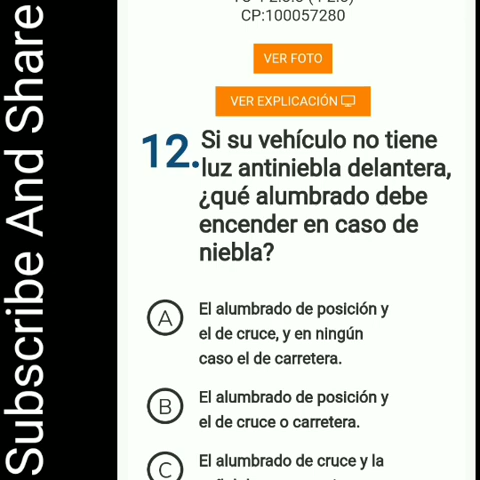 Subscribe And Share
CP:100057280
VER FOTO
VER EXPLICACIÓN
12. Si su vehículo no tiene
luz antiniebla delantera,
¿qué alumbrado debe
encender en caso de
niebla?
A El alumbrado de posición y
el de cruce, y en ningún
caso el de carretera.
B El alumbrado de posición y
el de cruce o carretera.
C El alumbrado de cruce y la